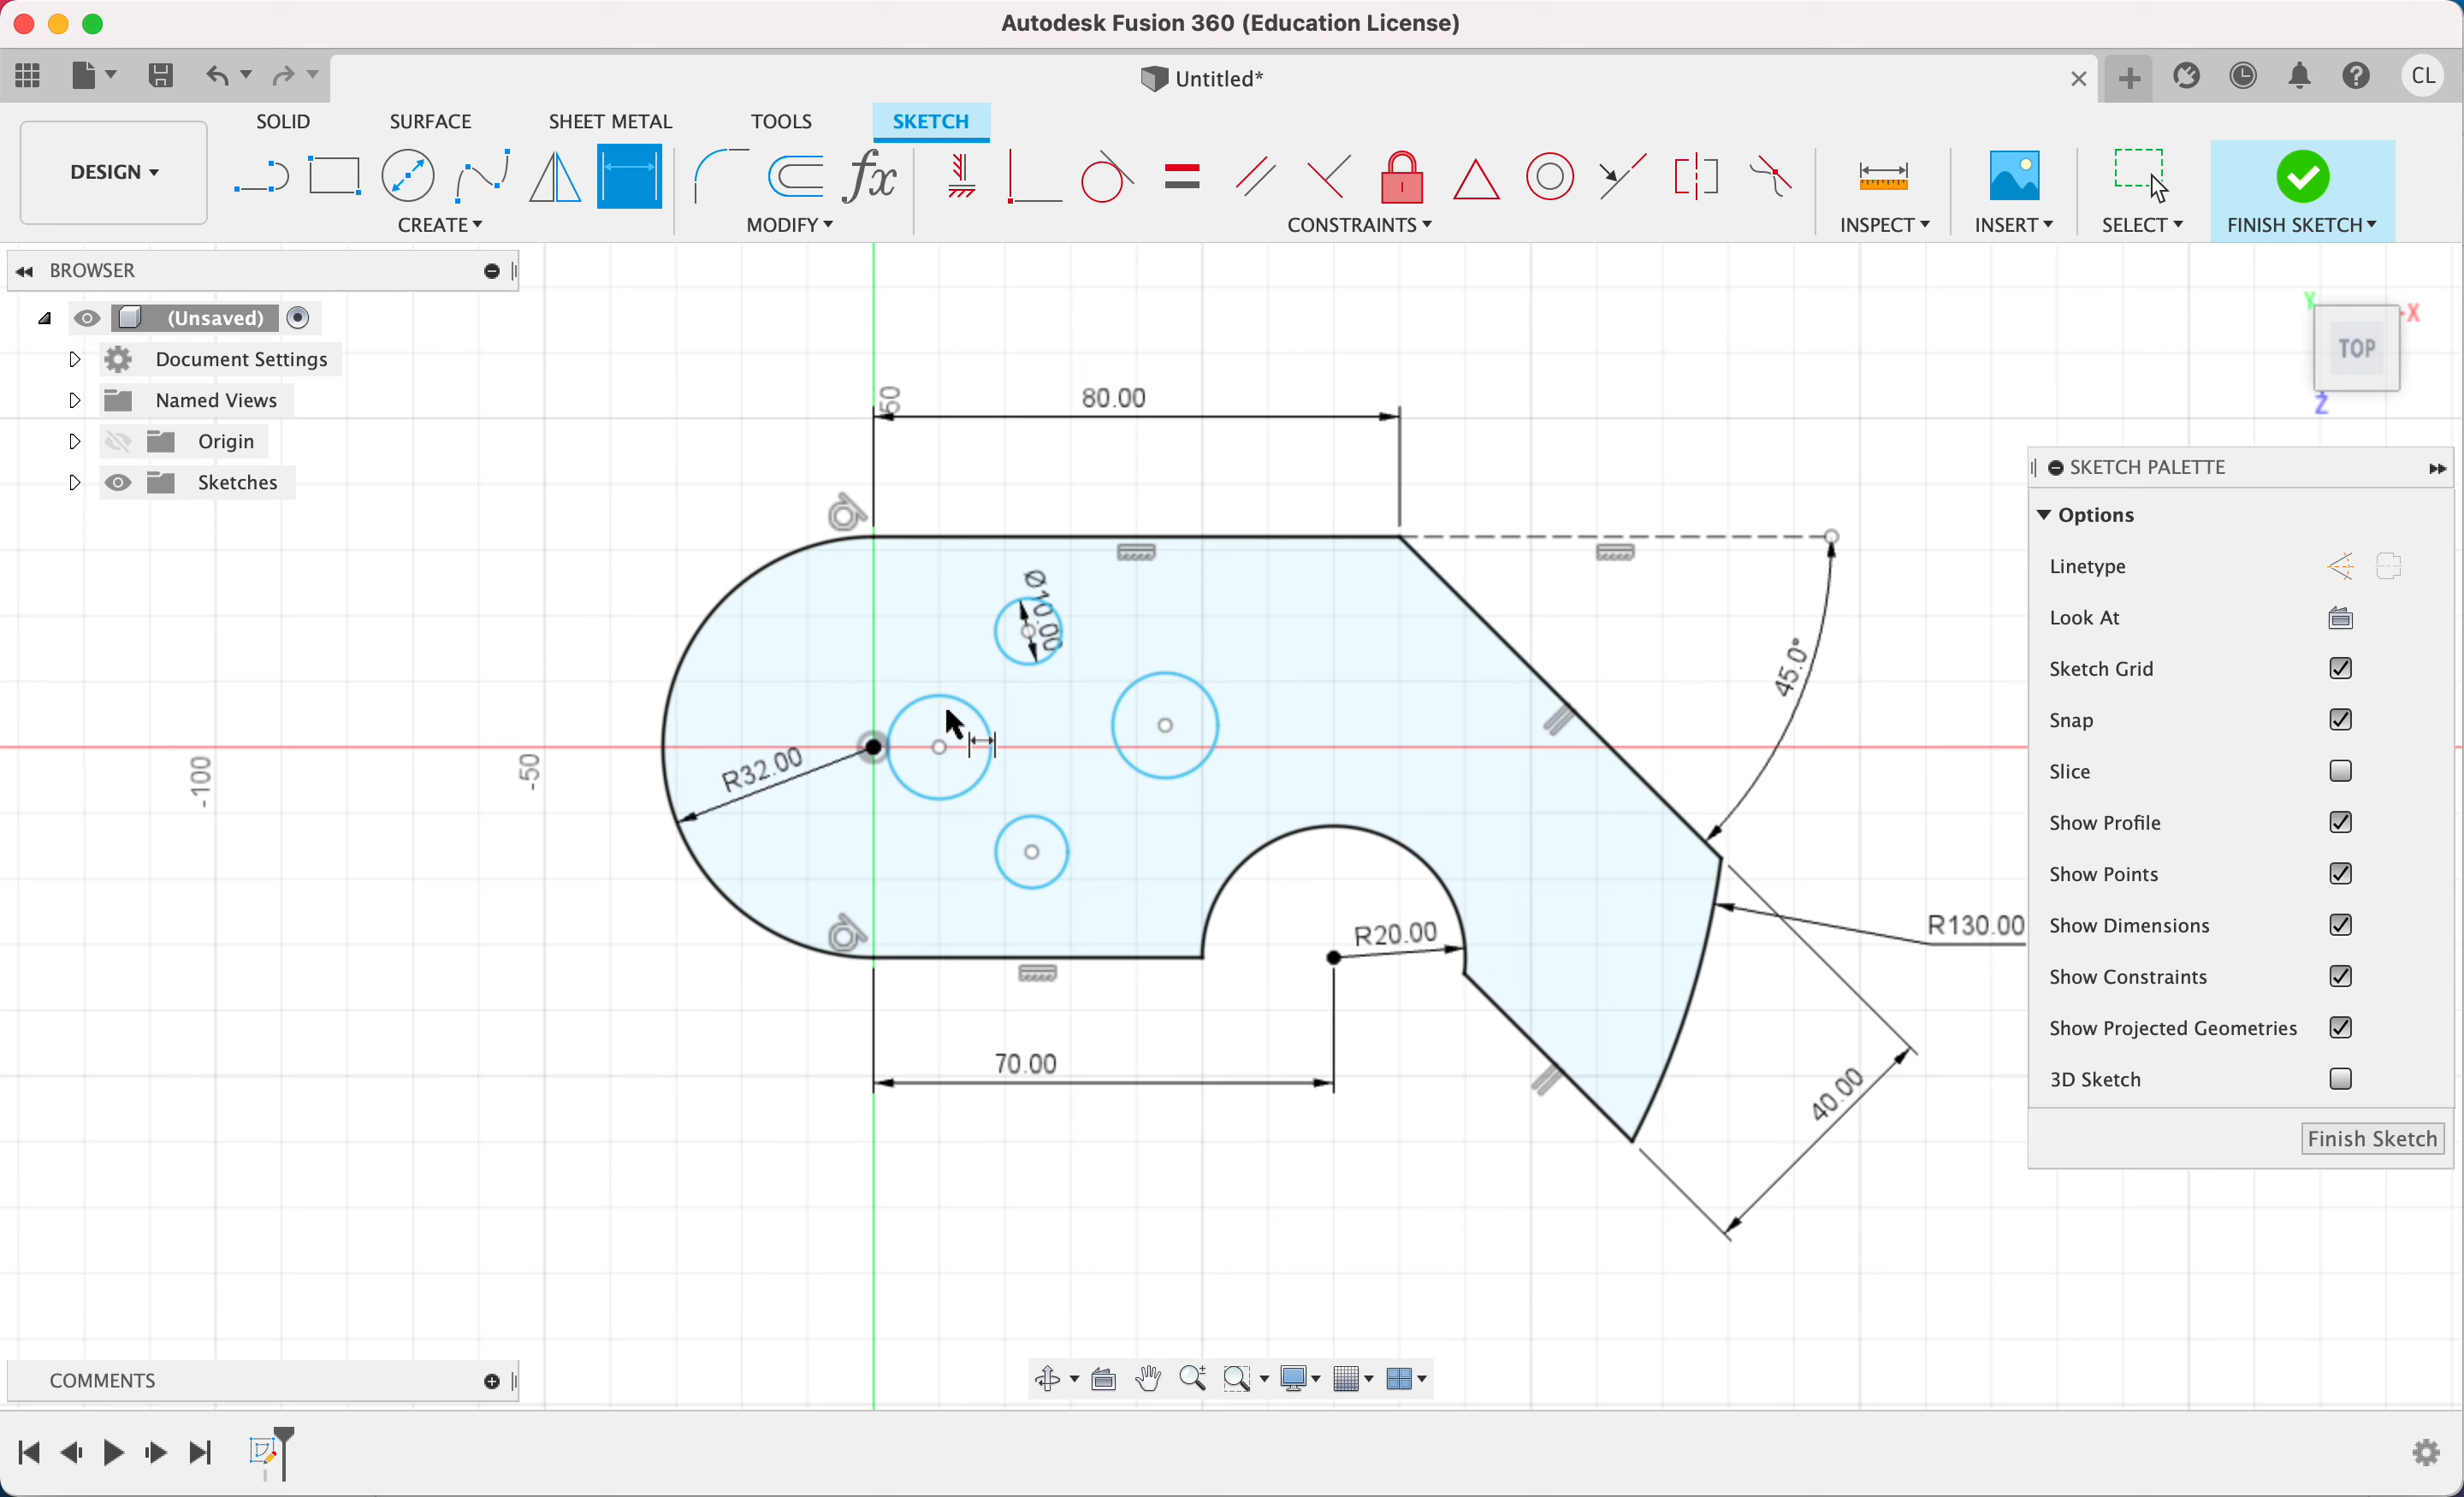 Autodesk Fusion 360 (Education License)
Untitled*
CL
SOLID SURFACE SHEET METAL TOOLS SKETCH
DESIGN
fx
CREATE MODIFY CONSTRAINTS INSPECT INSERT SELECT FINISH SKETCH
BROWSER
(Unsaved)
Document Settings
Named Views
Origin
Sketches
Y
X
TOP
Z
80.00
50
Ø10.00
45.0°
R32.00
-100
-50
R20.00
R130.00
70.00
40.00
SKETCH PALETTE
Options
Linetype
Look At
Sketch Grid
Snap
Slice
Show Profile
Show Points
Show Dimensions
Show Constraints
Show Projected Geometries
3D Sketch
Finish Sketch
COMMENTS